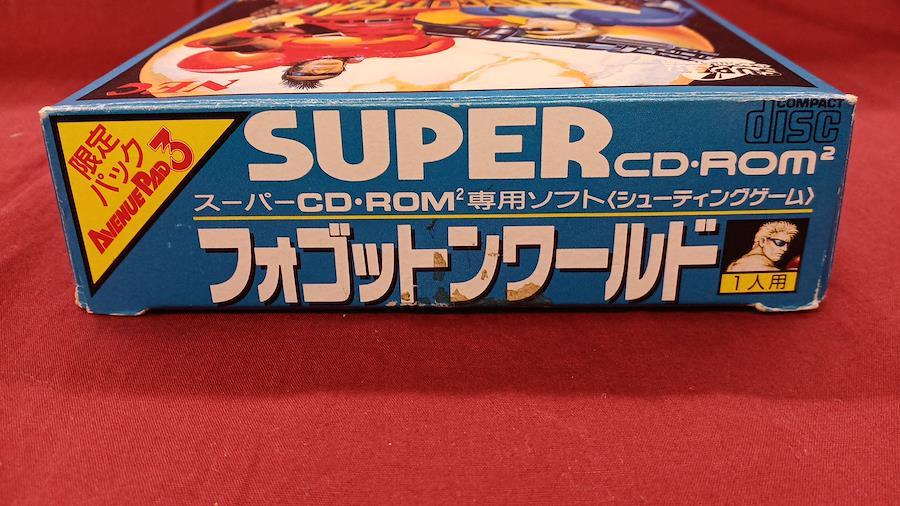 NEC
限定
パック
AVENUE PAD 3
SUPER CD・ROM²
COMPACT
disc
スーパーCD・ROM²専用ソフト〈シューティングゲーム〉
フォゴットンワールド
1人用